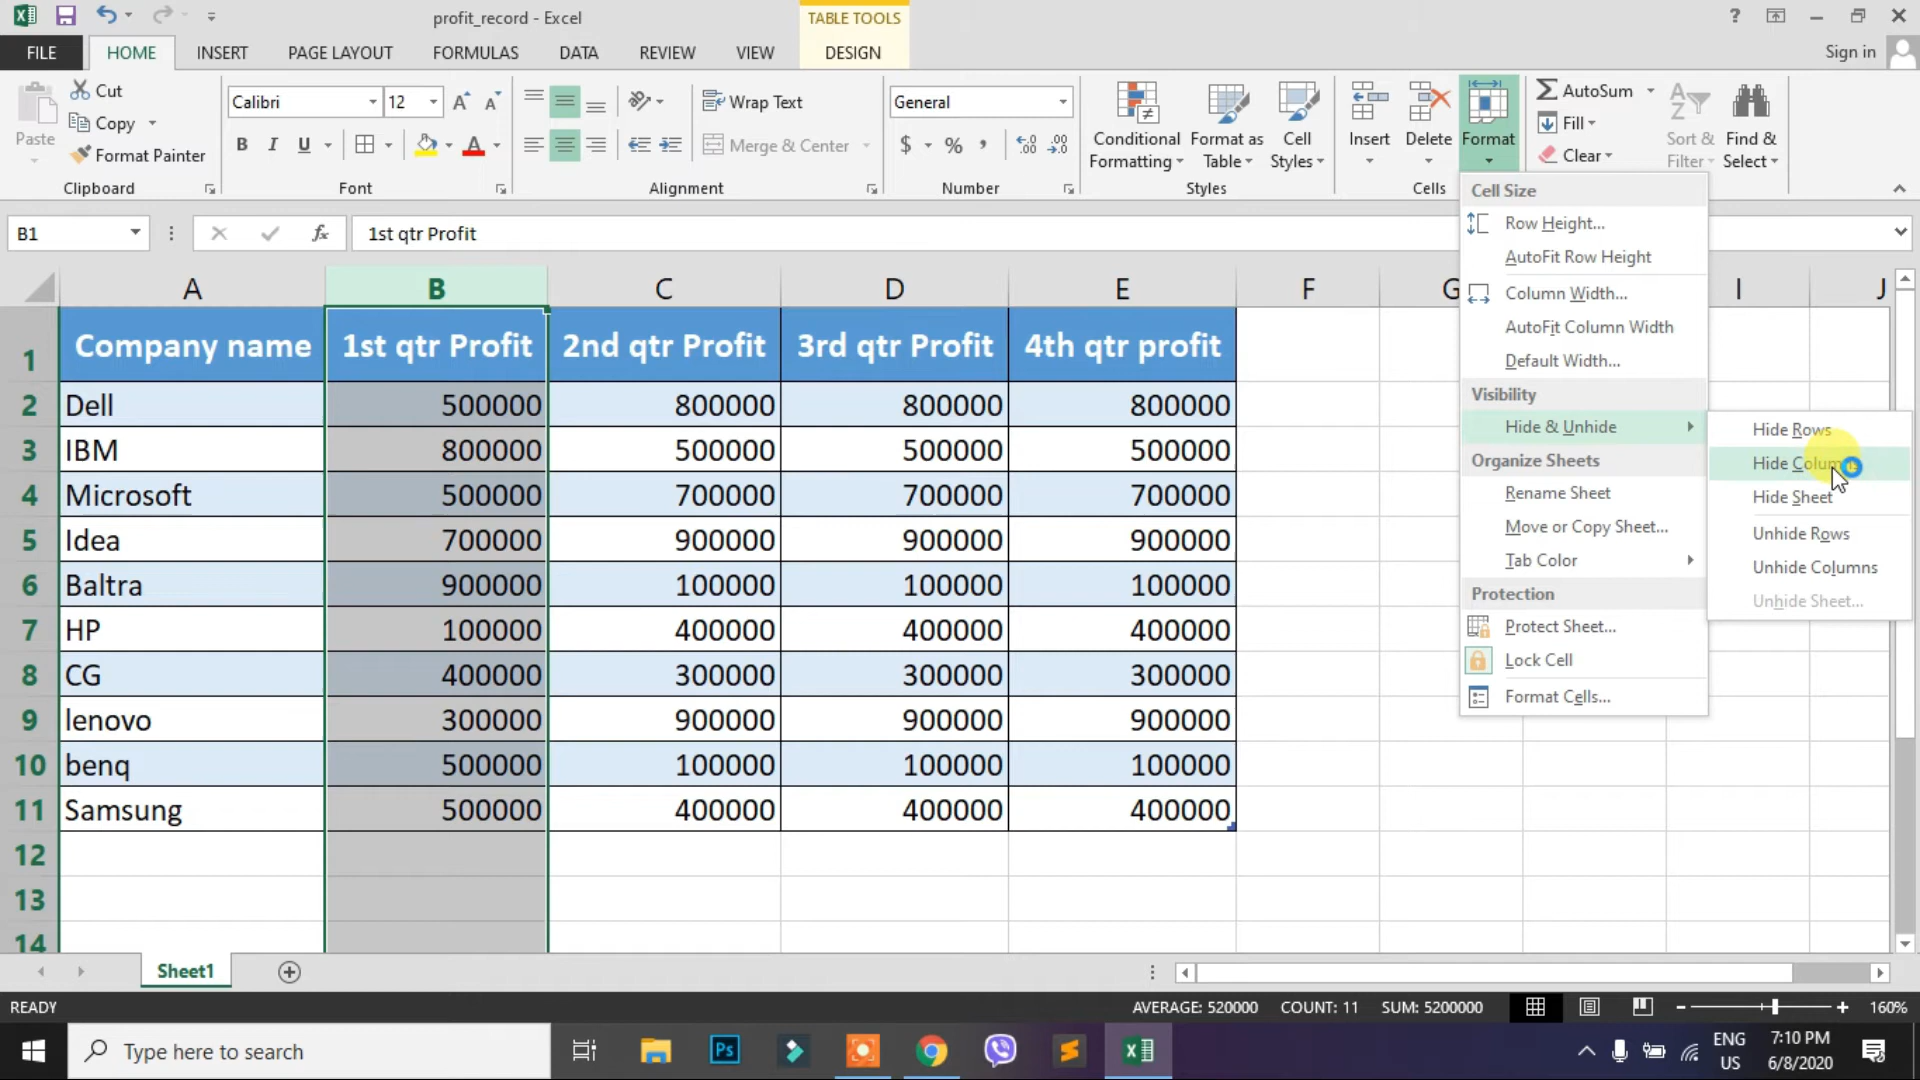 profit_record - Excel
TABLE TOOLS
?
FILE HOME INSERT PAGE LAYOUT FORMULAS DATA REVIEW VIEW DESIGN Sign in
Cut
Copy
Paste
Format Painter
Clipboard
Calibri 12
B I U A
Font
Wrap Text
Merge & Center
Alignment
General
$ % ,
Number
Conditional Formatting
Format as Table
Cell Styles
Styles
Insert Delete Format
Cells
AutoSum
Fill
Clear
Sort & Filter
Find & Select
B1 fx 1st qtr Profit
A B C D E F G I J
1 Company name 1st qtr Profit 2nd qtr Profit 3rd qtr Profit 4th qtr profit
2 Dell 500000 800000 800000 800000
3 IBM 800000 500000 500000 500000
4 Microsoft 500000 700000 700000 700000
5 Idea 700000 900000 900000 900000
6 Baltra 900000 100000 100000 100000
7 HP 100000 400000 400000 400000
8 CG 400000 300000 300000 300000
9 lenovo 300000 900000 900000 900000
10 benq 500000 100000 100000 100000
11 Samsung 500000 400000 400000 400000
12
13
14
Cell Size
Row Height...
AutoFit Row Height
Column Width...
AutoFit Column Width
Default Width...
Visibility
Hide & Unhide
Organize Sheets
Rename Sheet
Move or Copy Sheet...
Tab Color
Protection
Protect Sheet...
Lock Cell
Format Cells...
Hide Rows
Hide Column
Hide Sheet
Unhide Rows
Unhide Columns
Unhide Sheet...
Sheet1
READY AVERAGE: 520000 COUNT: 11 SUM: 5200000 160%
Type here to search
Ps
ENG
US
7:10 PM
6/8/2020